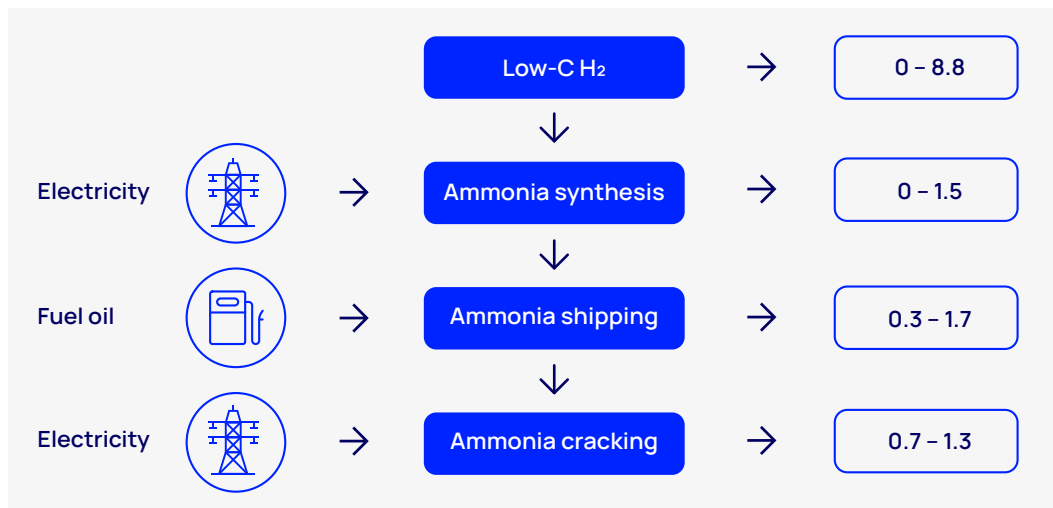 Low-C H₂
0 – 8.8
Electricity
Ammonia synthesis
0 – 1.5
Fuel oil
Ammonia shipping
0.3 – 1.7
Electricity
Ammonia cracking
0.7 – 1.3